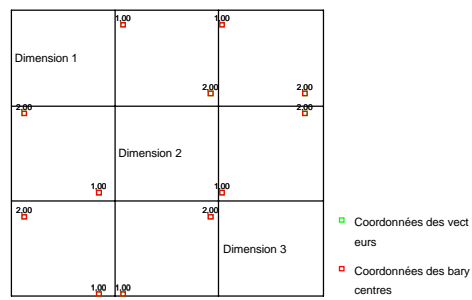 1,00 1,00
Dimension 1
2,00 2,00
2,00 2,00
Dimension 2
1,00 1,00
2,00 2,00
Coordonnées des vect
eurs
Dimension 3
Coordonnées des bary
centres
1,00 1,00